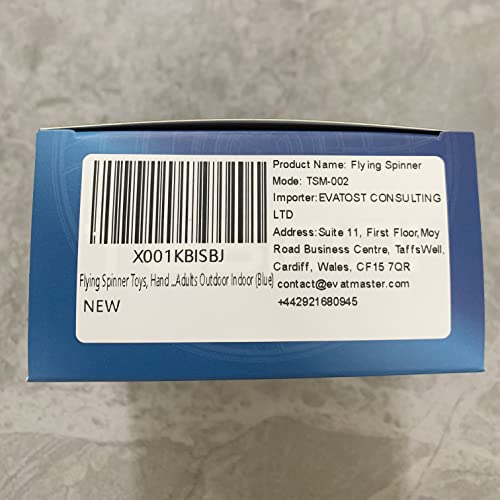 X001KBISBJ
Flying Spinner Toys, Hand ...Adults Outdoor Indoor (Blue)
NEW
Product Name: Flying Spinner
Mode: TSM-002
Importer:EVATOST CONSULTING
LTD
Address:Suite 11, First Floor,Moy
Road Business Centre, TaffsWell,
Cardiff, Wales, CF15 7QR
contact@evatmaster.com
+442921680945